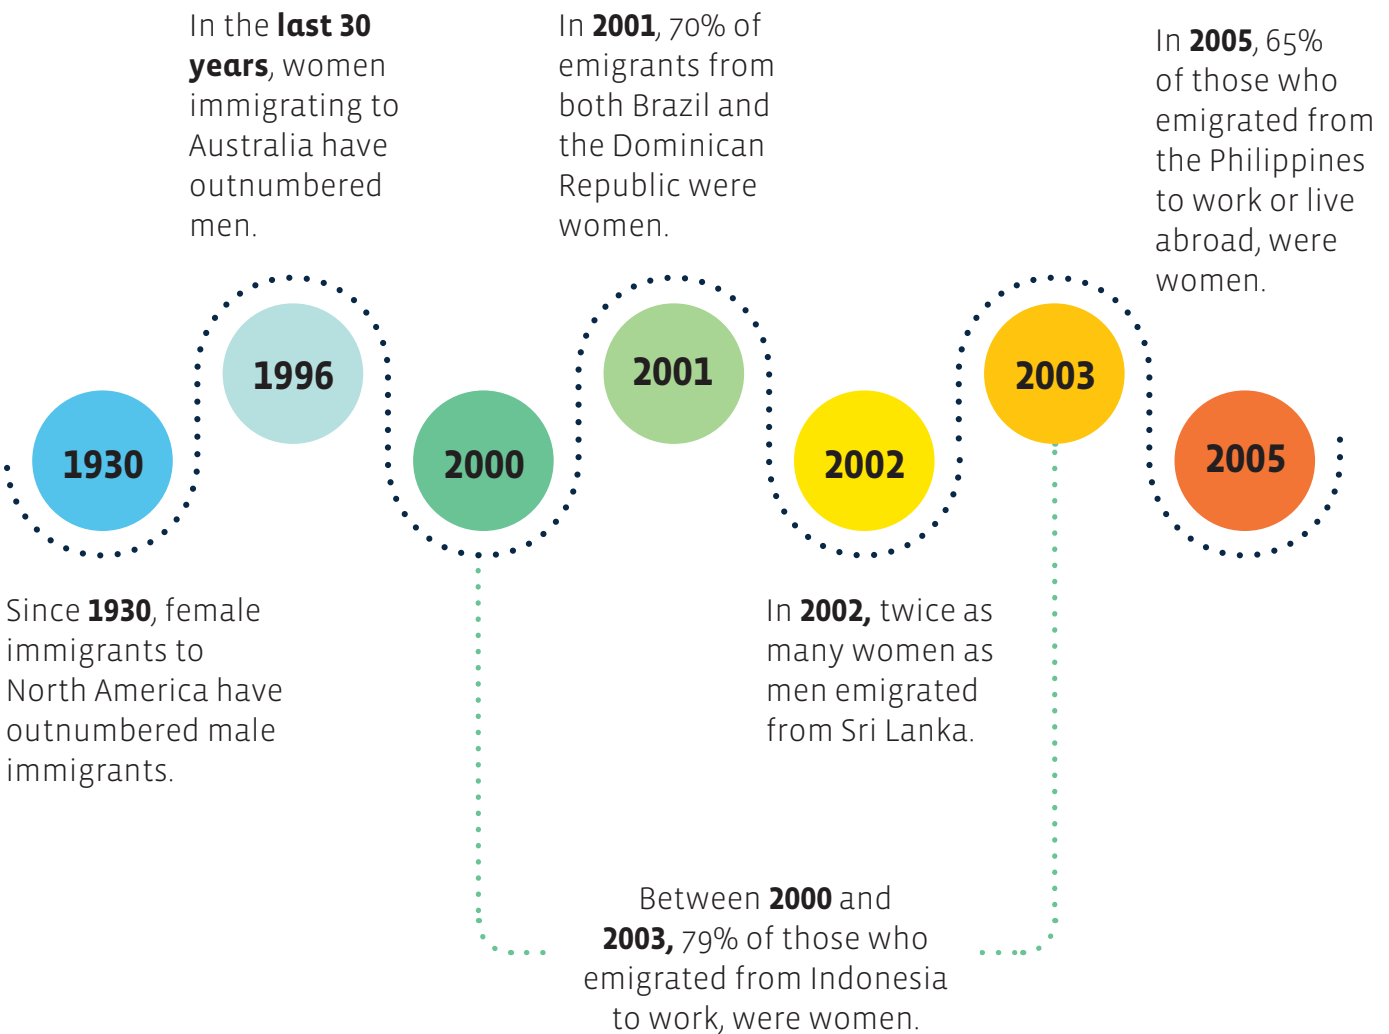 In the last 30
years, women
immigrating to
Australia have
outnumbered
men.
In 2001, 70% of
emigrants from
both Brazil and
the Dominican
Republic were
women.
In 2005, 65%
of those who
emigrated from
the Philippines
to work or live
abroad, were
women.
1930
1996
2000
2001
2002
2003
2005
Since 1930, female
immigrants to
North America have
outnumbered male
immigrants.
In 2002, twice as
many women as
men emigrated
from Sri Lanka.
Between 2000 and
2003, 79% of those who
emigrated from Indonesia
to work, were women.